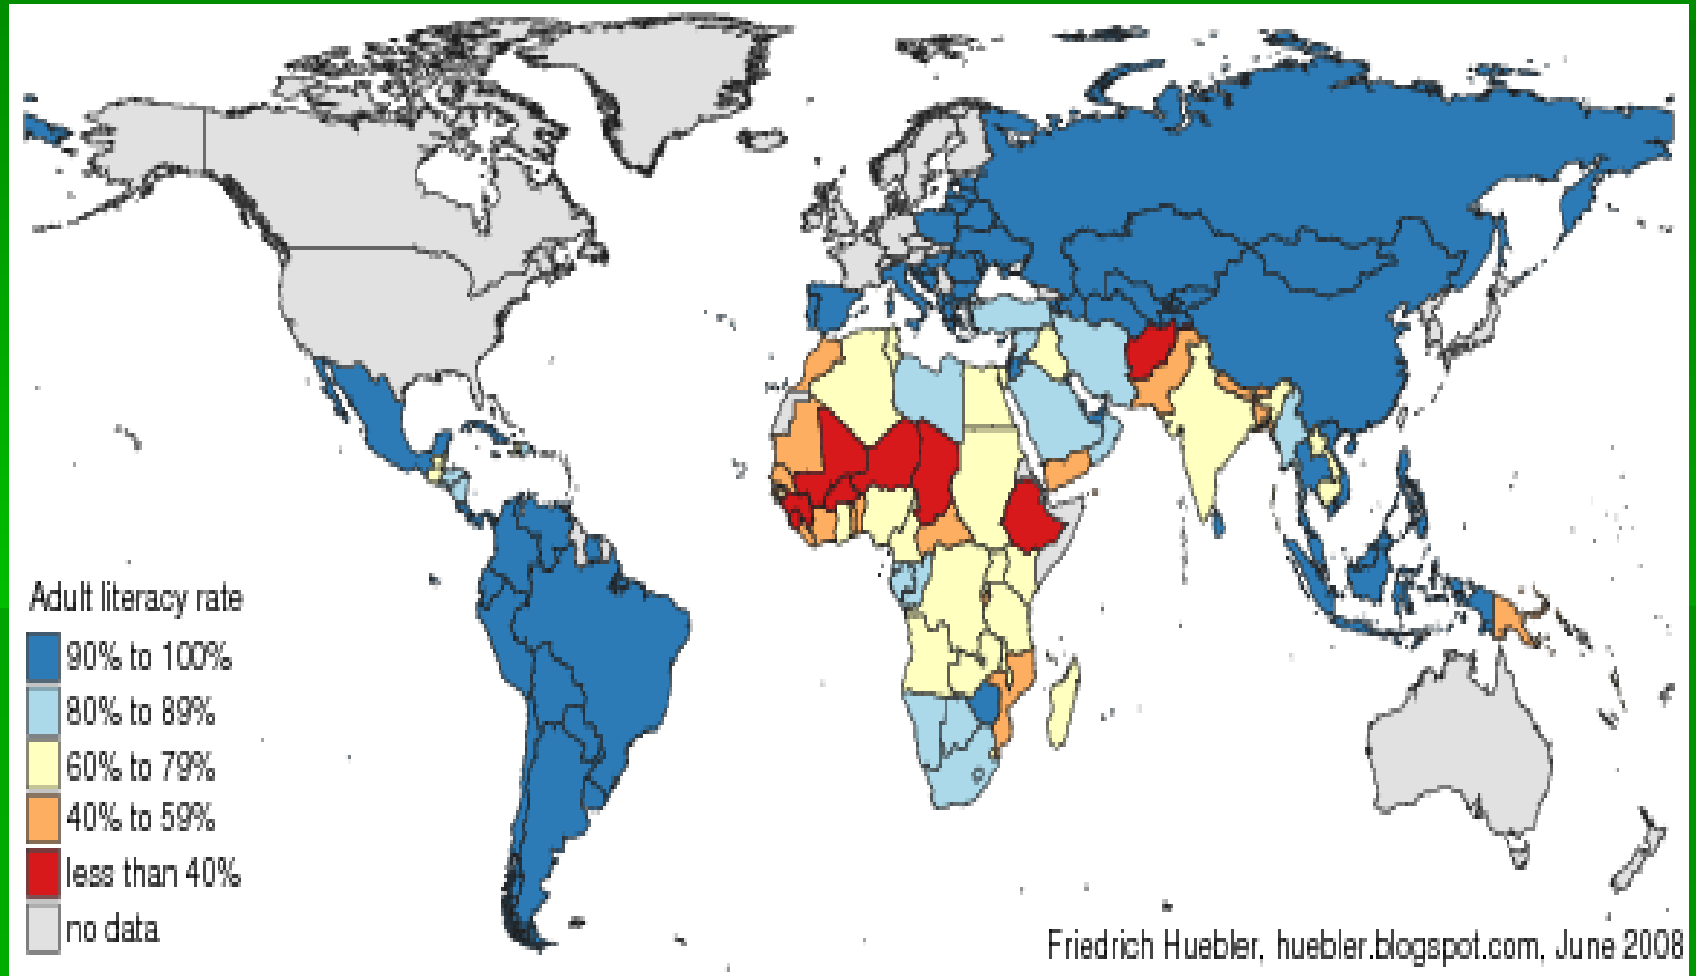 Adult literacy rate
90% to 100%
80% to 89%
60% to 79%
40% to 59%
less than 40%
no data
Friedrich Huebler, huebler.blogspot.com, June 2008